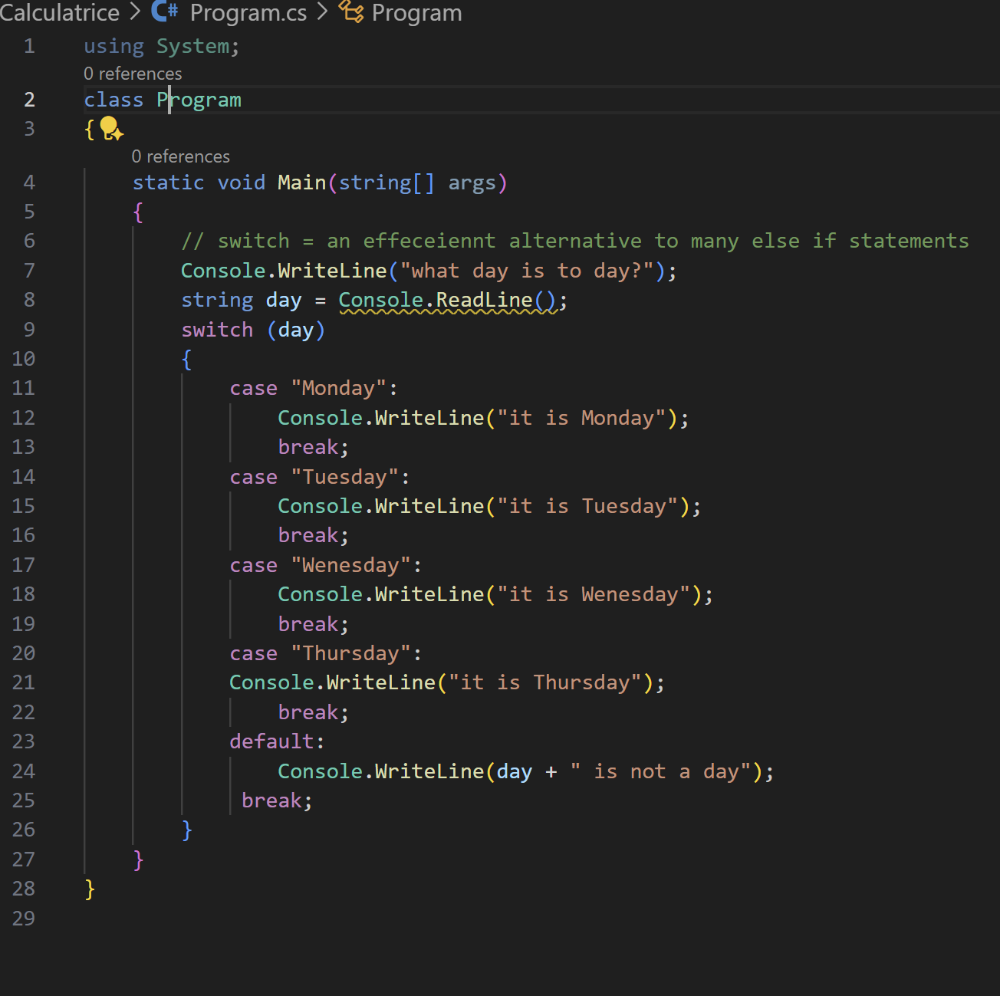 Calculatrice > C# Program.cs > Program
1 using System;
0 references
2 class Program
3 {
0 references
4 static void Main(string[] args)
5 {
6 // switch = an effeceiennt alternative to many else if statements
7 Console.WriteLine("what day is to day?");
8 string day = Console.ReadLine();
9 switch (day)
10 {
11 case "Monday":
12 Console.WriteLine("it is Monday");
13 break;
14 case "Tuesday":
15 Console.WriteLine("it is Tuesday");
16 break;
17 case "Wenesday":
18 Console.WriteLine("it is Wenesday");
19 break;
20 case "Thursday":
21 Console.WriteLine("it is Thursday");
22 break;
23 default:
24 Console.WriteLine(day + " is not a day");
25 break;
26 }
27 }
28 }
29